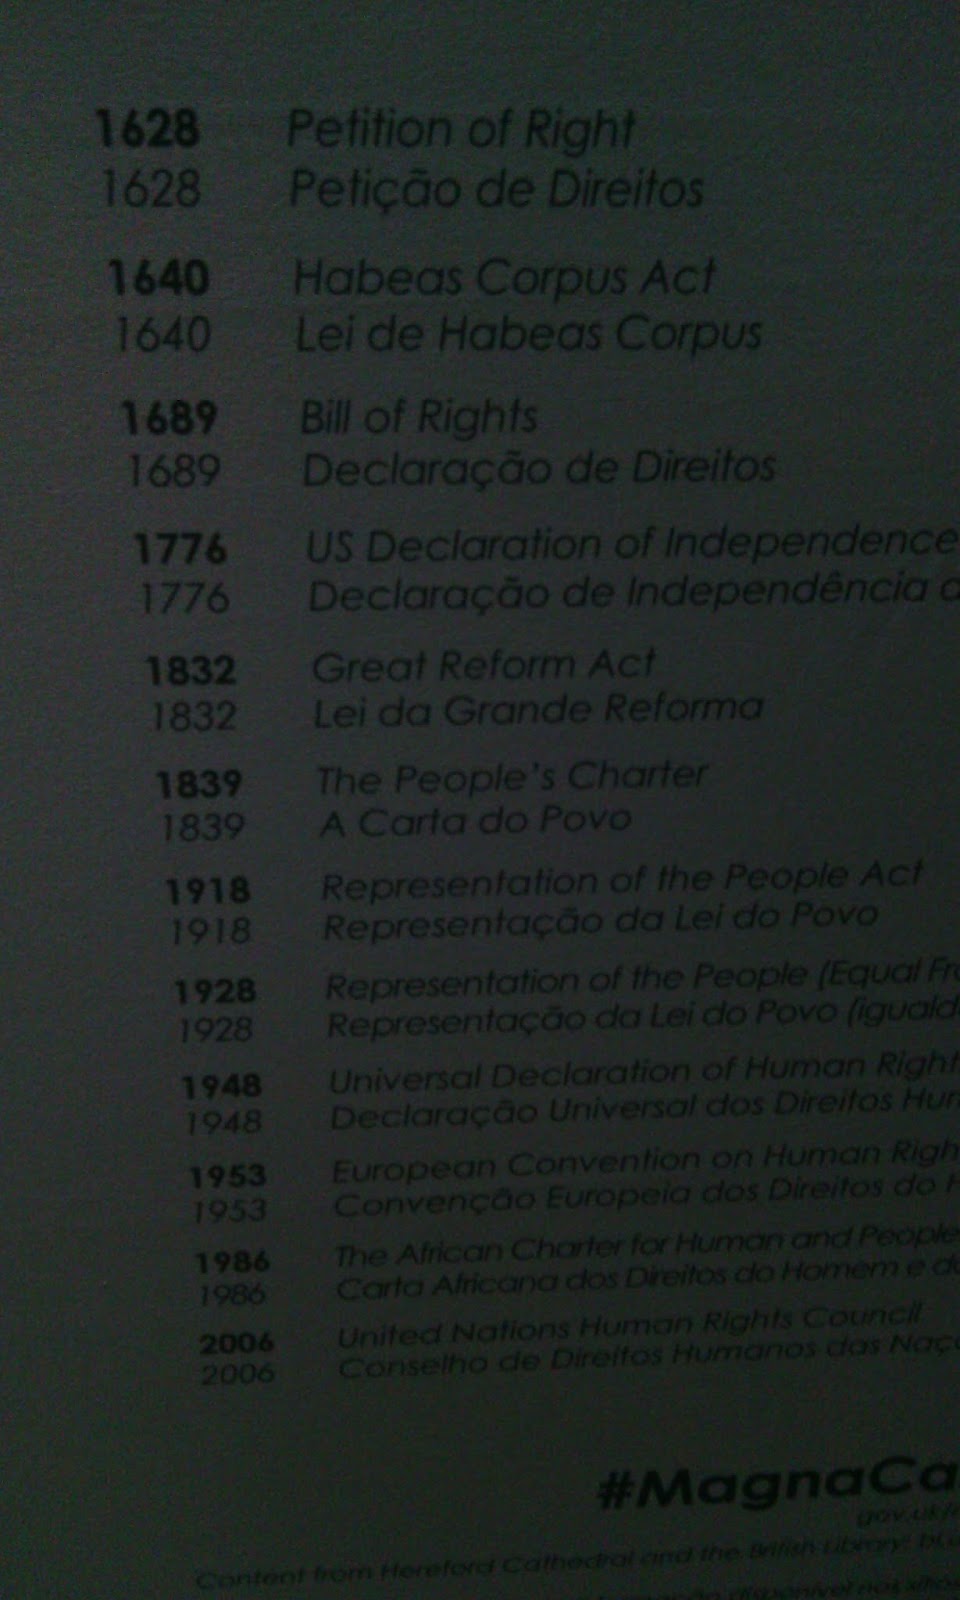 1628 Petition of Right
1628 Petição de Direitos
1640 Habeas Corpus Act
1640 Lei de Habeas Corpus
1689 Bill of Rights
1689 Declaração de Direitos
1776 US Declaration of Independence
1776 Declaração de Independência
1832 Great Reform Act
1832 Lei da Grande Reforma
1839 The People's Charter
1839 A Carta do Povo
1918 Representation of the People Act
1918 Representação da Lei do Povo
1928 Representation of the People (Equal
1928 Representação da Lei do Povo
1948 Universal Declaration of Human
1948 Declaração Universal dos Direitos
1953 European Convention on Human
1953 Convenção Europeia dos Direitos do
1986 The African Charter for Human and
1986 Carta Africana dos Direitos do Homem e
2006 United Nations Human Rights Council
2006 Conselho de Direitos Humanos das
#MagnaCa
gov.uk/
Content from Hereford Cathedral and the British Library
disponível nos